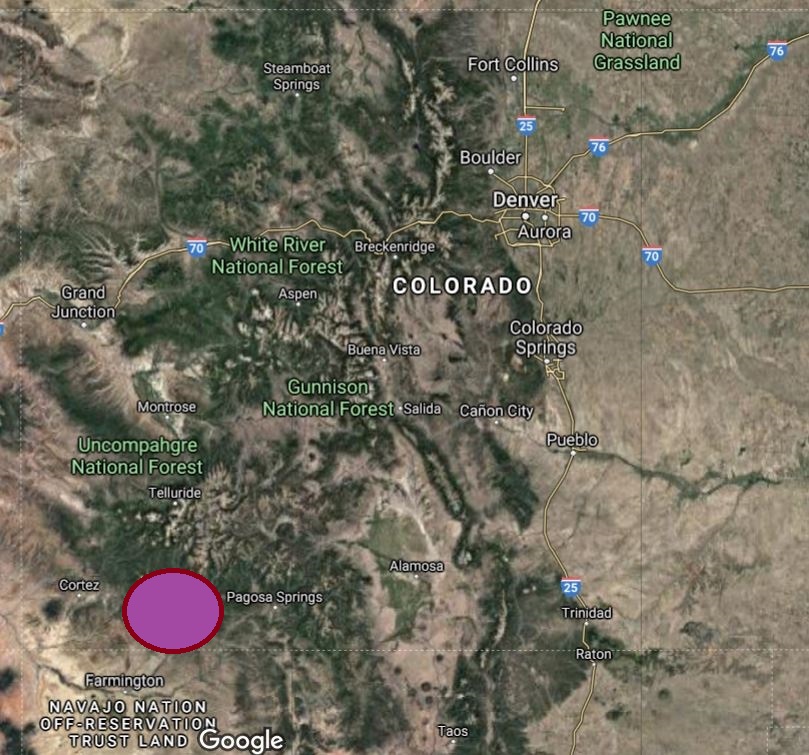 Pawnee
National
Grassland
76
Fort Collins
Steamboat
Springs
25
76
Boulder
Denver
70
Aurora
White River
National Forest
Breckenridge
70
70
COLORADO
Grand
Junction
Aspen
Colorado
Springs
Buena Vista
Gunnison
National Forest
Salida
Cañon City
Montrose
Pueblo
Uncompahgre
National Forest
Telluride
Alamosa
Cortez
Pagosa Springs
25
Trinidad
Raton
Farmington
NAVAJO NATION
OFF-RESERVATION
TRUST LAND
Google
Taos